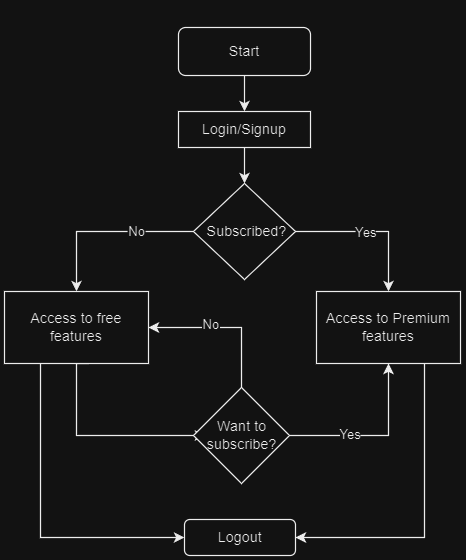 Start
Login/Signup
Subscribed?
No
Yes
Access to free
features
Access to Premium
features
No
Want to
subscribe?
Yes
Logout